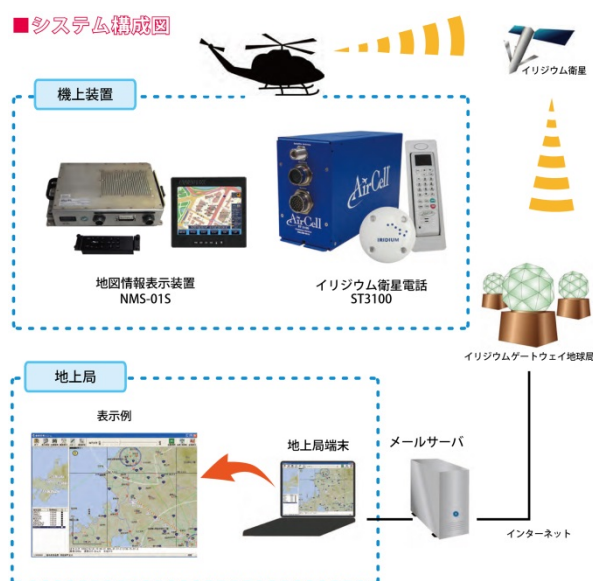 ■システム構成図
イリジウム衛星
機上装置
AirCell
AirCell
IRIDIUM
地図情報表示装置
NMS-01S
イリジウム衛星電話
ST3100
イリジウムゲートウェイ地球局
地上局
表示例
地上局端末
メールサーバ
インターネット